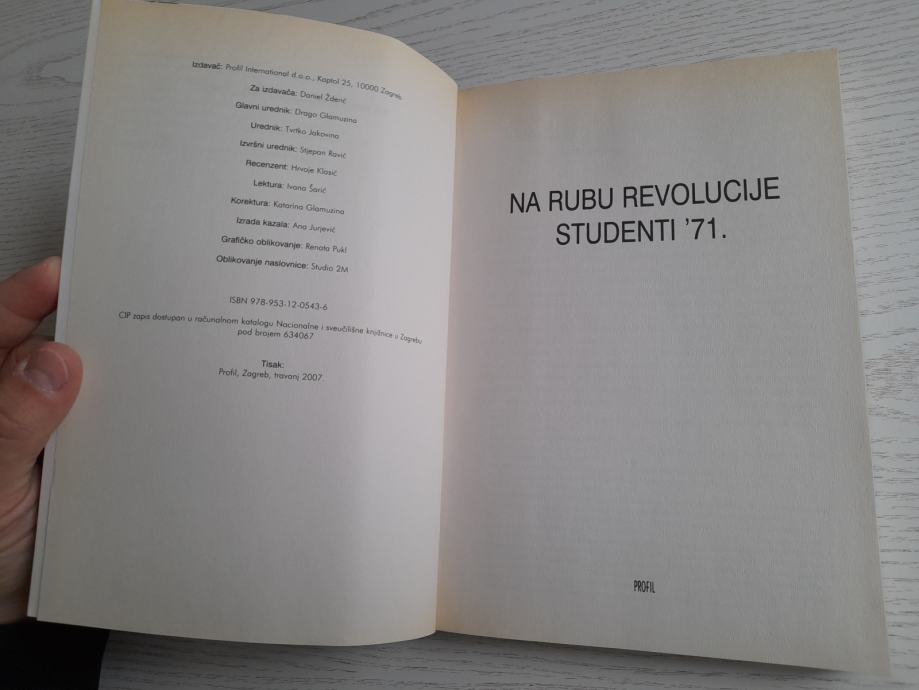 Izdavač: Profil International d.o.o., Kaptol 25, 10000 Zagreb
Za izdavača: Daniel Žderić
Glavni urednik: Drago Glamuzina
Urednik: Tvrtko Jakovina
Izvršni urednik: Stjepan Ravić
Recenzent: Hrvoje Klasić
Lektura: Ivana Šarić
Korektura: Katarina Glamuzina
Izrada kazala: Ana Jurjević
Grafičko oblikovanje: Renata Pukl
Oblikovanje naslovnice: Studio 2M
ISBN 978-953-12-0543-6
CIP zapis dostupan u računalnom katalogu Nacionalne i sveučilišne knjižnice u Zagrebu
pod brojem 634067
Tisak:
Profil, Zagreb, travanj 2007.
NA RUBU REVOLUCIJE
STUDENTI '71.
PROFIL